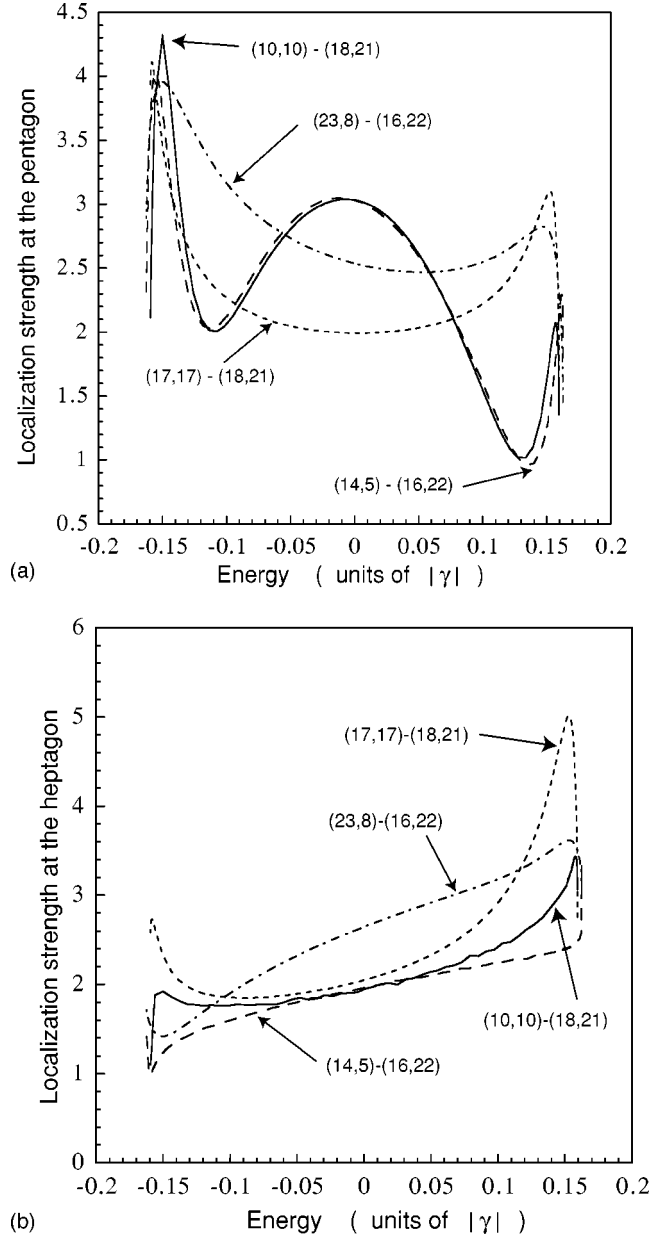 4.5
4
3.5
3
2.5
2
1.5
1
0.5
Localization strength at the pentagon
(10,10) - (18,21)
(23,8) - (16,22)
(17,17) - (18,21)
(14,5) - (16,22)
-0.2 -0.15 -0.1 -0.05 0 0.05 0.1 0.15 0.2
(a) Energy ( units of |γ| )
6
5
4
3
2
1
0
Localization strength at the heptagon
(17,17)-(18,21)
(23,8)-(16,22)
(10,10)-(18,21)
(14,5)-(16,22)
-0.2 -0.15 -0.1 -0.05 0 0.05 0.1 0.15 0.2
(b) Energy ( units of |γ| )